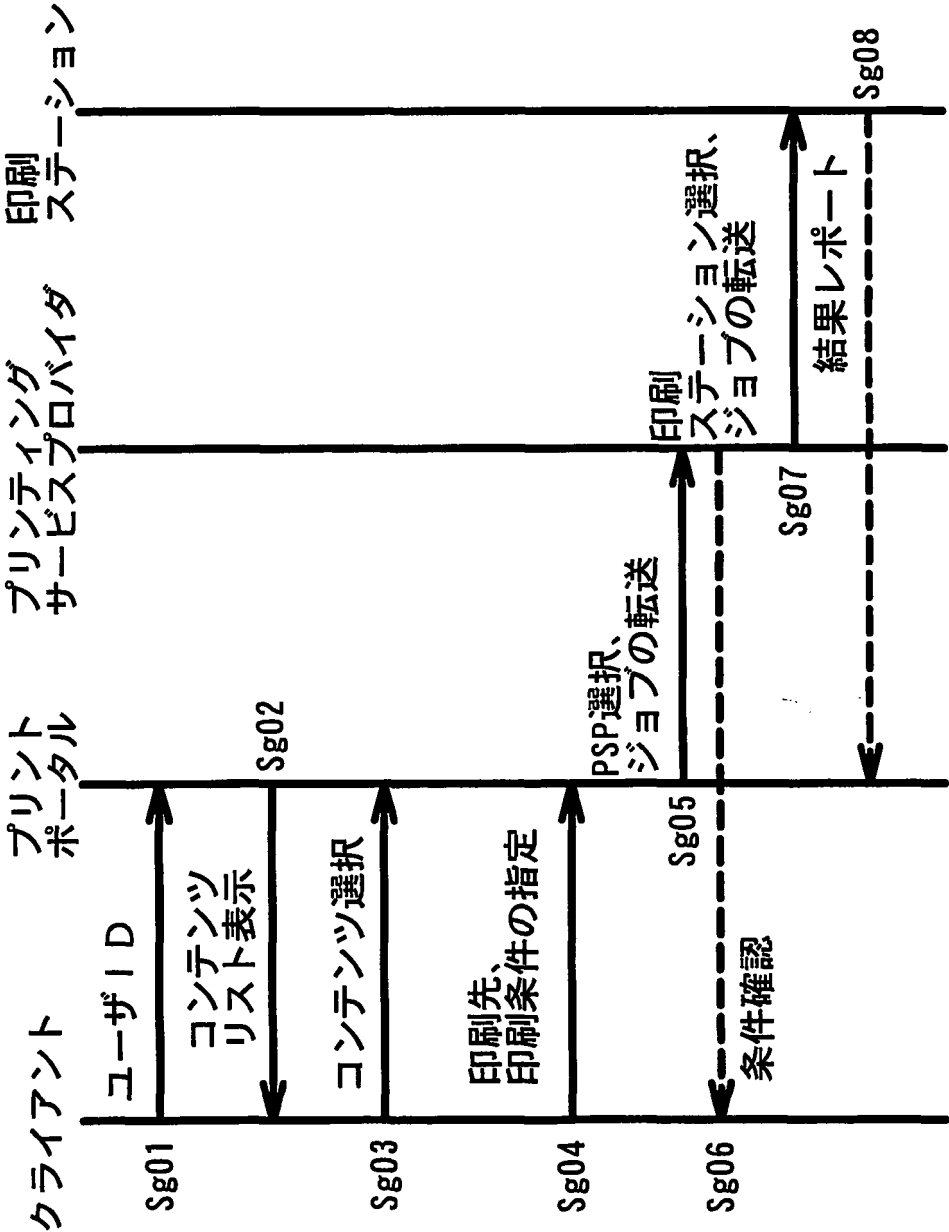 クライアント
プリント
ポータル
プリンティング
サービスプロバイダ
印刷
ステーション
Sg01
ユーザID
コンテンツ
リスト表示
Sg02
Sg03
コンテンツ選択
Sg04
印刷先、
印刷条件の指定
Sg05
PSP選択、
ジョブの転送
Sg06
条件確認
Sg07
印刷
ステーション選択、
ジョブの転送
結果レポート
Sg08